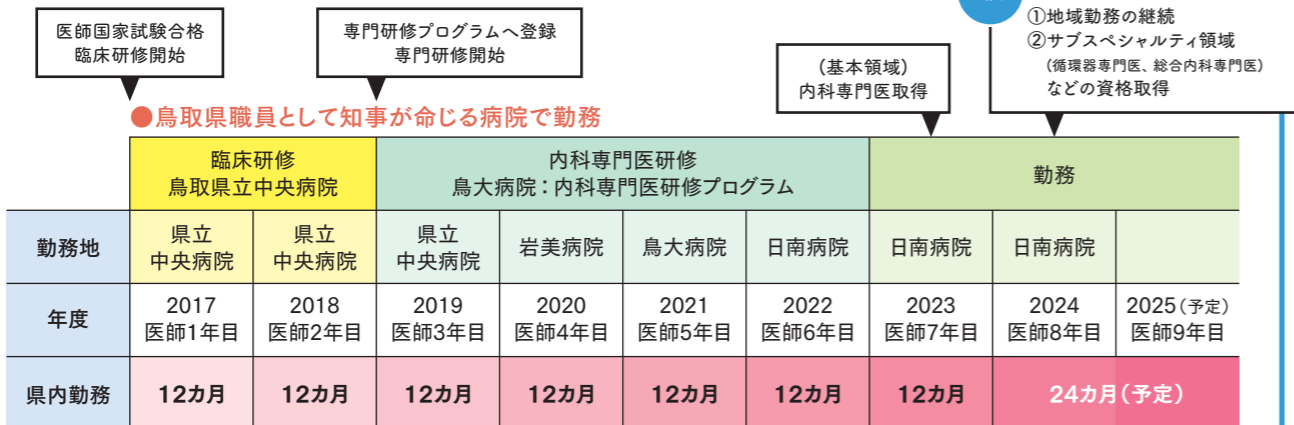 医師国家試験合格
臨床研修開始
専門研修プログラムへ登録
専門研修開始
(基本領域)
内科専門医取得
①地域勤務の継続
②サブスペシャルティ領域
(循環器専門医、総合内科専門医)
などの資格取得
●鳥取県職員として知事が命じる病院で勤務
臨床研修
鳥取県立中央病院
内科専門医研修
鳥大病院:内科専門医研修プログラム
勤務
勤務地
県立
中央病院
県立
中央病院
県立
中央病院
岩美病院
鳥大病院
日南病院
日南病院
日南病院
年度
2017
医師1年目
2018
医師2年目
2019
医師3年目
2020
医師4年目
2021
医師5年目
2022
医師6年目
2023
医師7年目
2024
医師8年目
2025(予定)
医師9年目
県内勤務
12カ月
12カ月
12カ月
12カ月
12カ月
12カ月
12カ月
24カ月(予定)